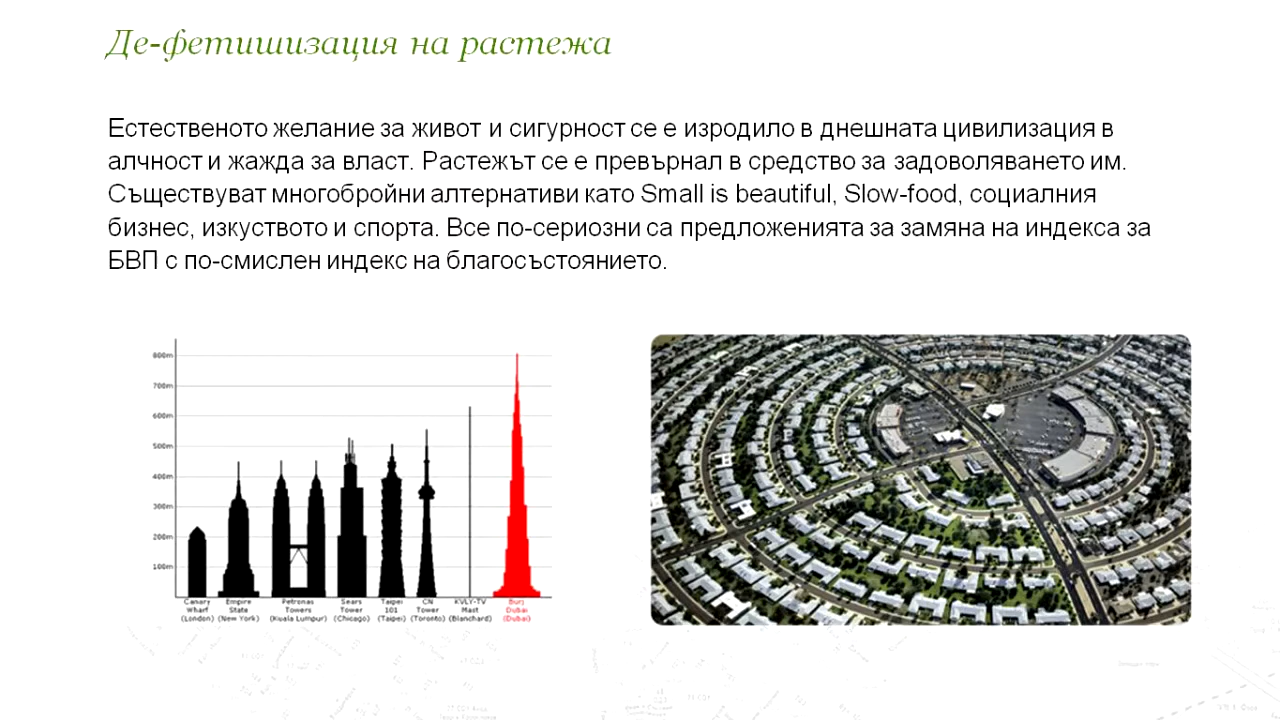 Де-фетишизация на растежа
Естественото желание за живот и сигурност се е изродило в днешната цивилизация в
алчност и жажда за власт. Растежът се е превърнал в средство за задоволяването им.
Съществуват многобройни алтернативи като Small is beautiful, Slow-food, социалния
бизнес, изкуството и спорта. Все по-сериозни са предложенията за замяна на индекса за
БВП с по-смислен индекс на благосъстоянието.
800m
700m
600m
500m
400m
300m
200m
100m
Canary Wharf (London)
Empire State (New York)
Petronas Towers (Kuala Lumpur)
Sears Tower (Chicago)
Taipei 101 (Taipei)
CN Tower (Toronto)
KVLY-TV Mast (Blanchard)
Burj Dubai (Dubai)